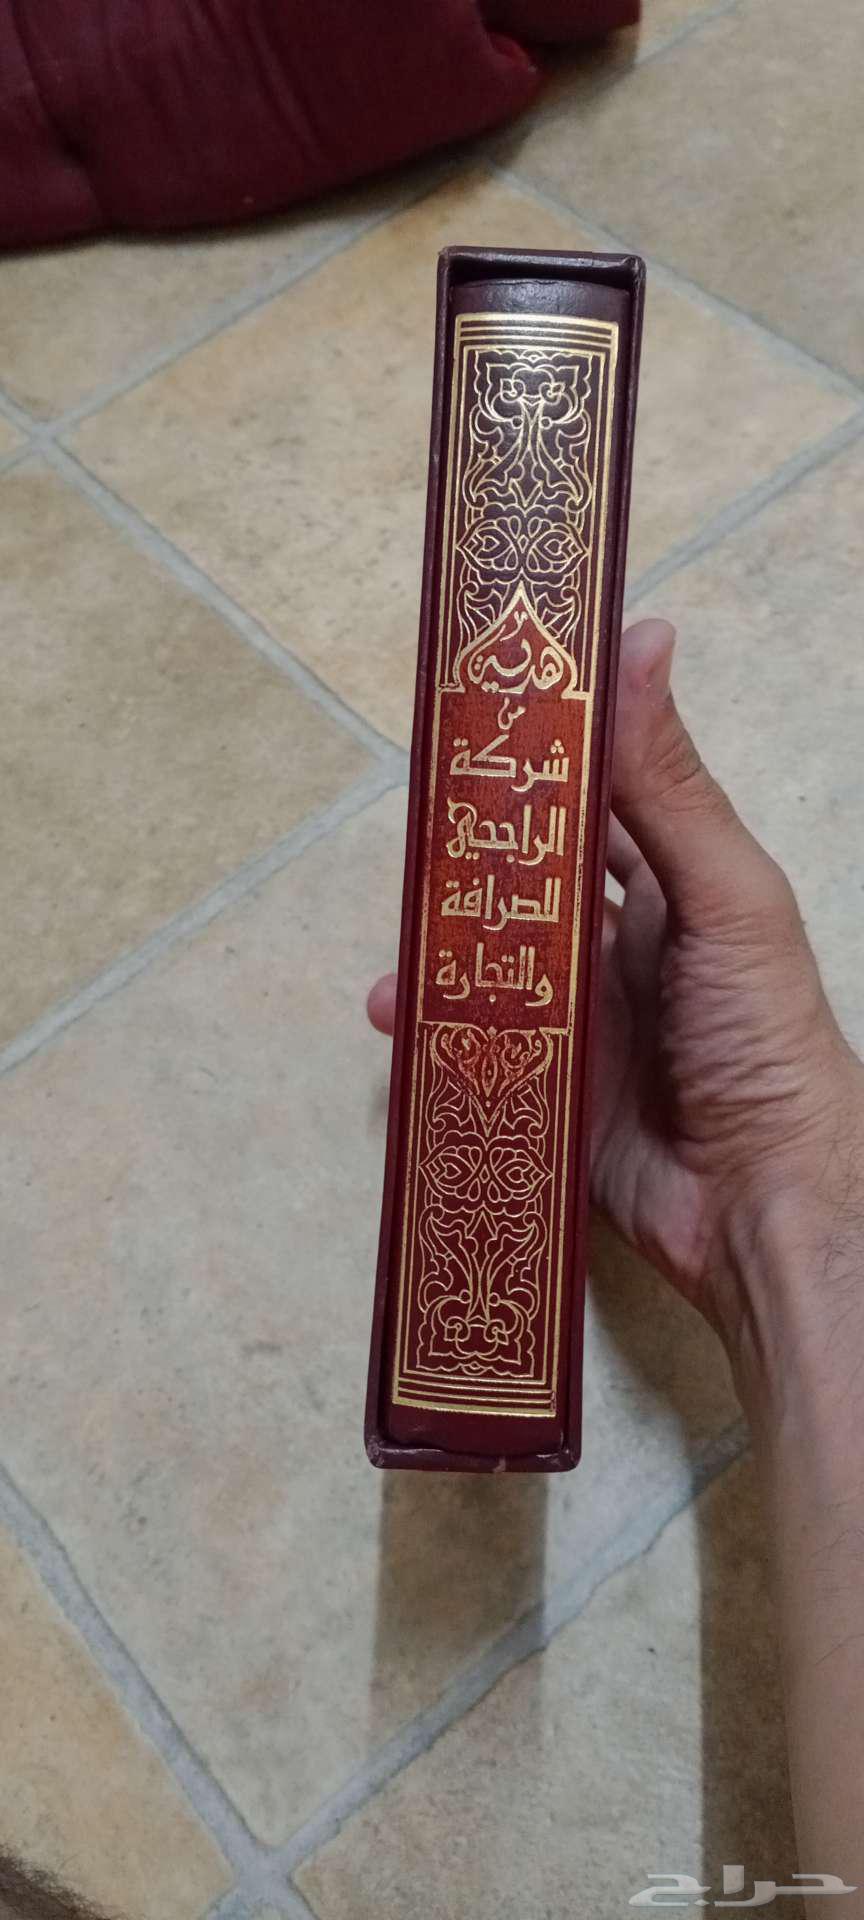 هدية
من
شركة
الراجحي
للصرافة
والتجارة
حراج